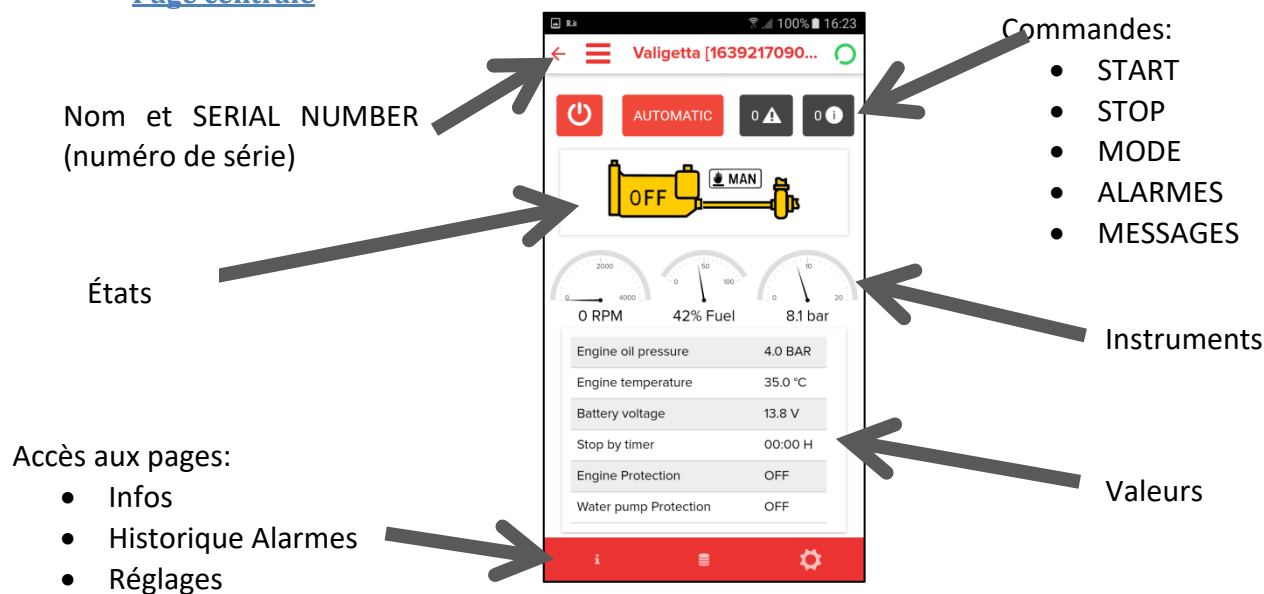 Page centrale
R.it 100% 16:23
Valigetta [1639217090...
AUTOMATIC 0 0 i
OFF MAN
2000 50 10
0 4000 0 100 0 20
0 RPM 42% Fuel 8.1 bar
Engine oil pressure 4.0 BAR
Engine temperature 35.0 °C
Battery voltage 13.8 V
Stop by timer 00:00 H
Engine Protection OFF
Water pump Protection OFF
i
Nom et SERIAL NUMBER
(numéro de série)
États
Accès aux pages:
• Infos
• Historique Alarmes
• Réglages
Commandes:
• START
• STOP
• MODE
• ALARMES
• MESSAGES
Instruments
Valeurs